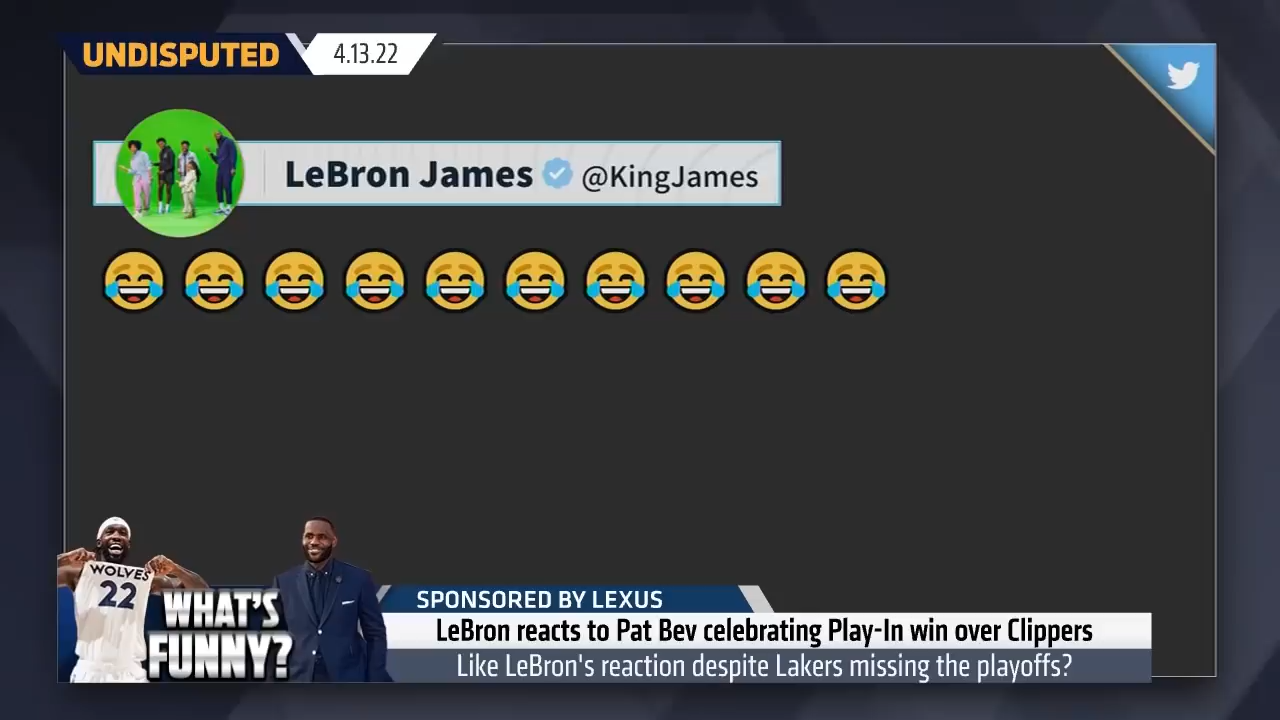 UNDISPUTED
4.13.22
LeBron James @KingJames
😂😂😂😂😂😂😂😂😂😂
WOLVES
22
WHAT'S
FUNNY?
SPONSORED BY LEXUS
LeBron reacts to Pat Bev celebrating Play-In win over Clippers
Like LeBron's reaction despite Lakers missing the playoffs?